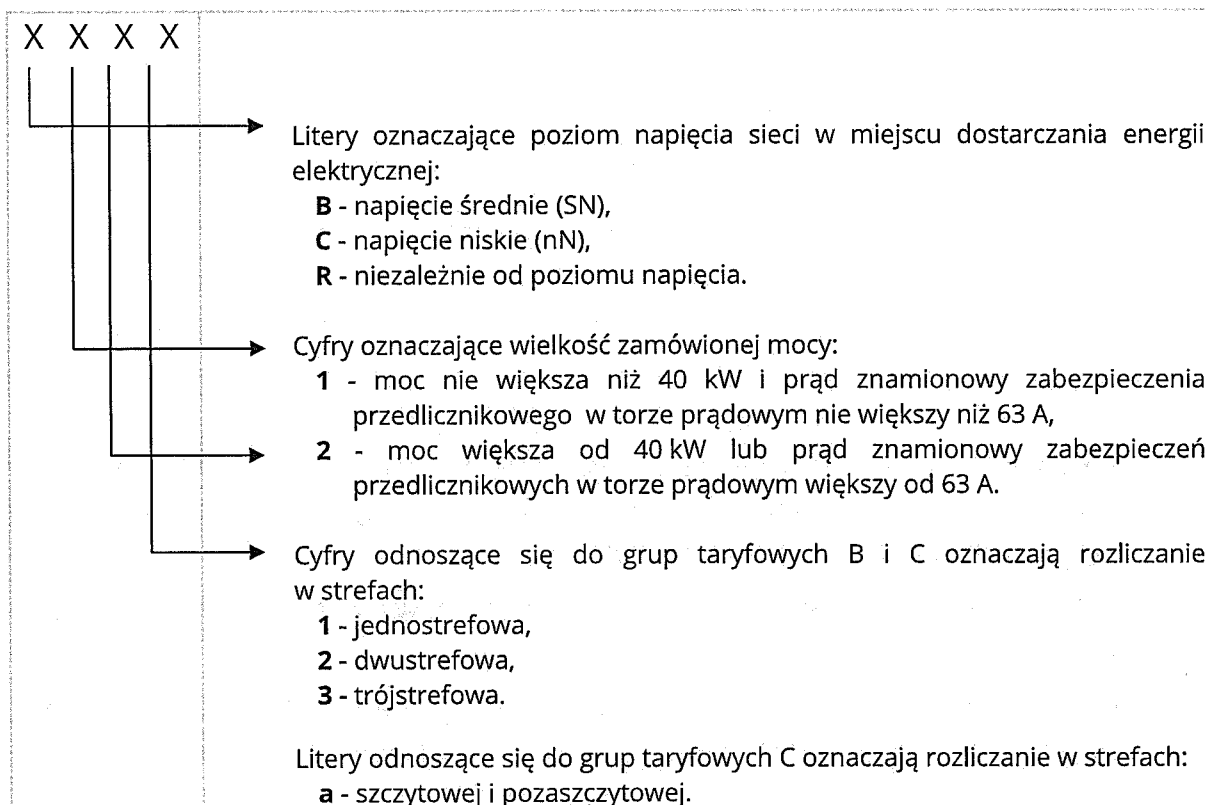 X X X X
Litery oznaczające poziom napięcia sieci w miejscu dostarczania energii
elektrycznej:
B - napięcie średnie (SN),
C - napięcie niskie (nN),
R - niezależnie od poziomu napięcia.
Cyfry oznaczające wielkość zamówionej mocy:
1 - moc nie większa niż 40 kW i prąd znamionowy zabezpieczenia
przedlicznikowego w torze prądowym nie większy niż 63 A,
2 - moc większa od 40 kW lub prąd znamionowy zabezpieczeń
przedlicznikowych w torze prądowym większy od 63 A.
Cyfry odnoszące się do grup taryfowych B i C oznaczają rozliczanie
w strefach:
1 - jednostrefowa,
2 - dwustrefowa,
3 - trójstrefowa.
Litery odnoszące się do grup taryfowych C oznaczają rozliczanie w strefach:
a - szczytowej i pozaszczytowej.